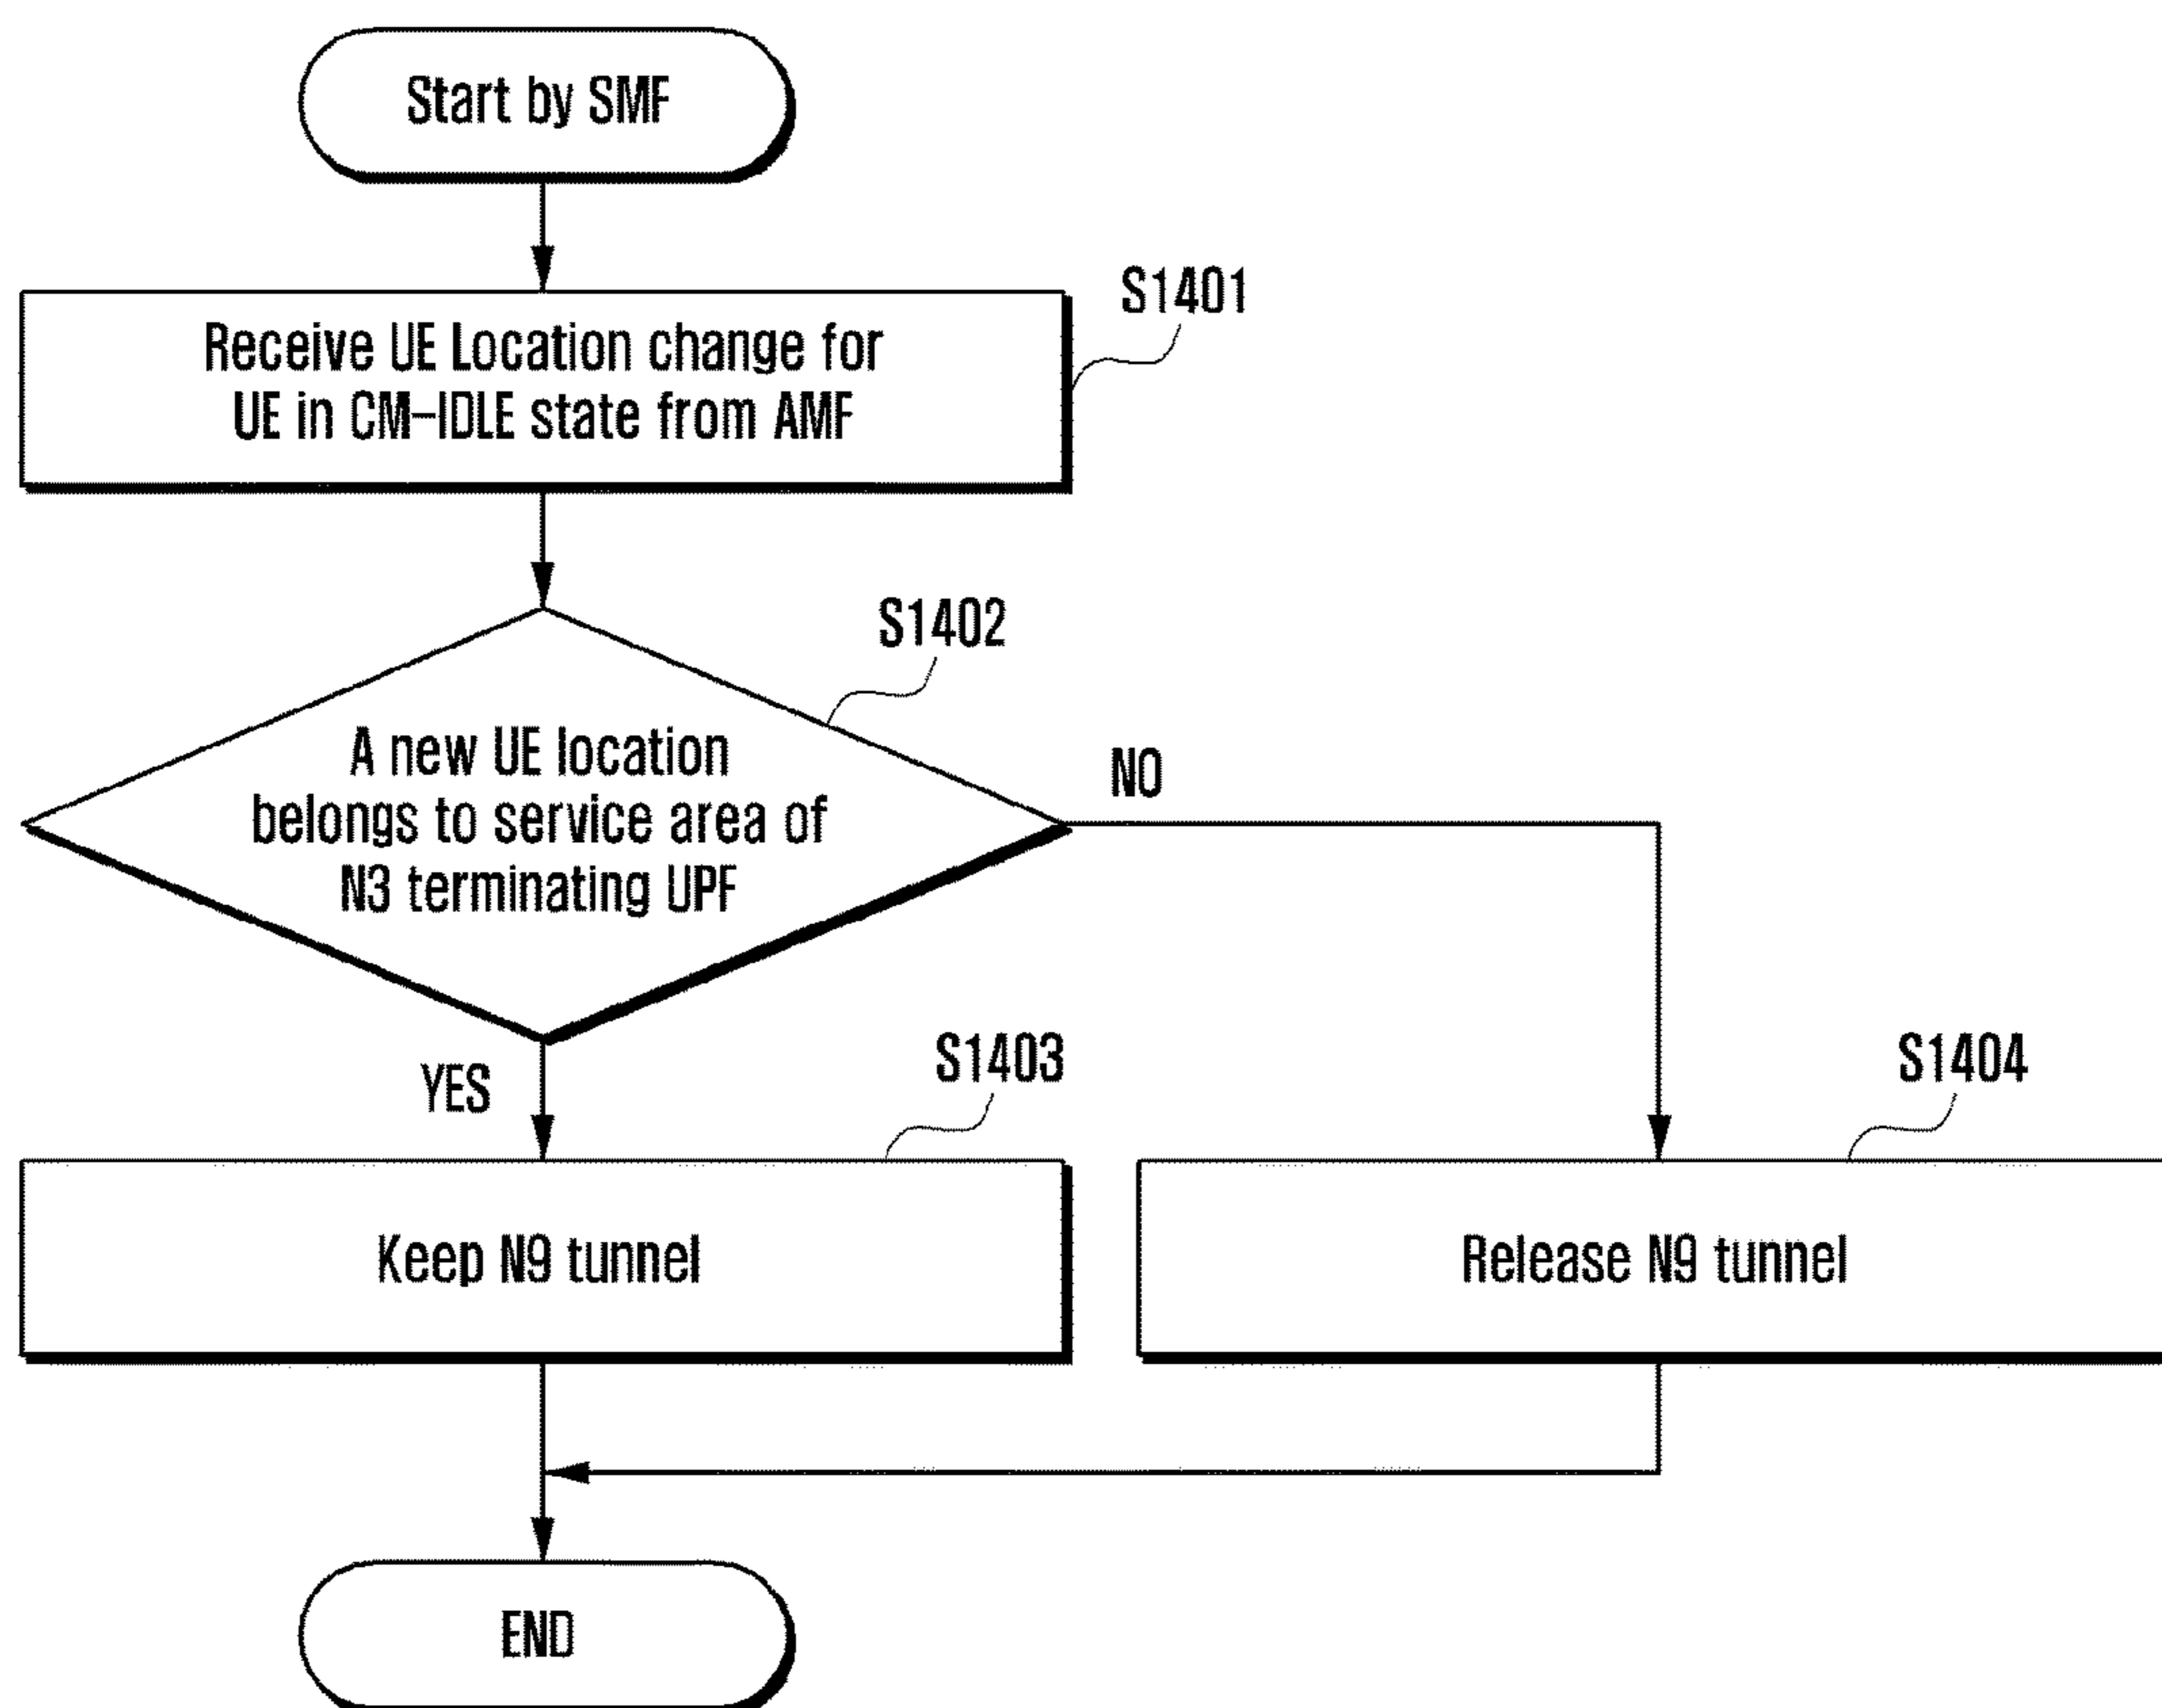 Start by SMF
S1401
Receive UE Location change for
UE in CM-IDLE state from AMF
S1402
A new UE location
belongs to service area of
N3 terminating UPF
NO
YES
S1403
S1404
Keep N9 tunnel
Release N9 tunnel
END